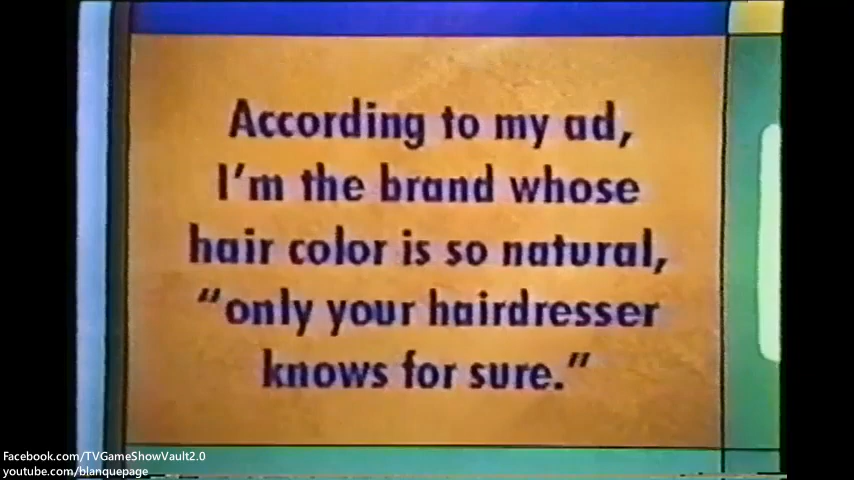 According to my ad,
I'm the brand whose
hair color is so natural,
“only your hairdresser
knows for sure.”
Facebook.com/TVGameShowVault2.0
youtube.com/blanquepage